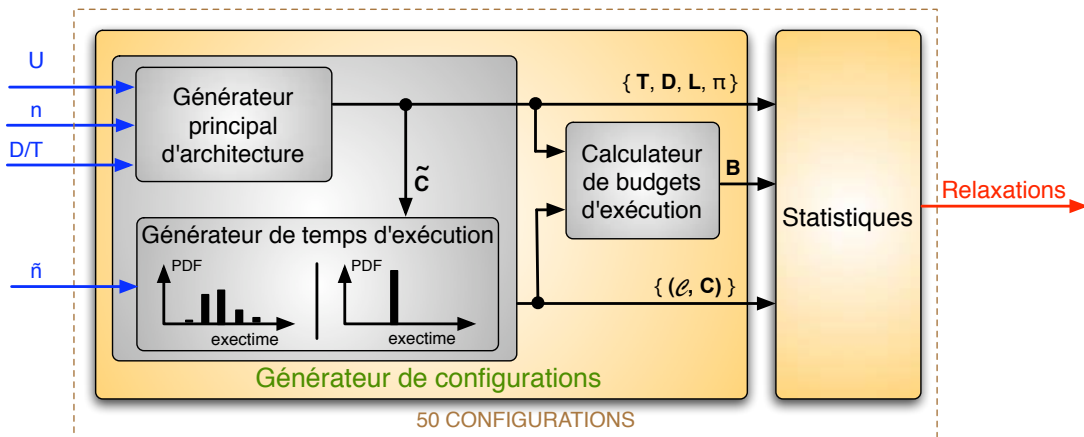 U
n
D/T
ñ
Générateur
principal
d'architecture
C̃
{ T, D, L, π }
Calculateur
de budgets
d'exécution
B
Statistiques
Relaxations
Générateur de temps d'exécution
PDF
exectime
PDF
exectime
{ (𝒞, C) }
Générateur de configurations
50 CONFIGURATIONS